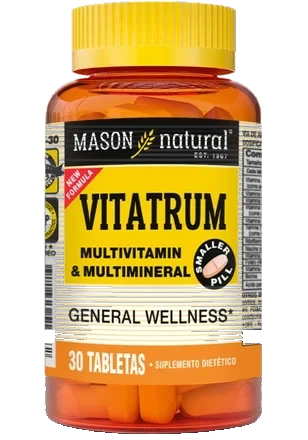 MASON natural®
EST. 1967
NEW
FORMULA
VITATRUM
MULTIVITAMIN
& MULTIMINERAL
SMALLER
PILL
GENERAL WELLNESS*
30 TABLETAS • SUPLEMENTO DIETÉTICO